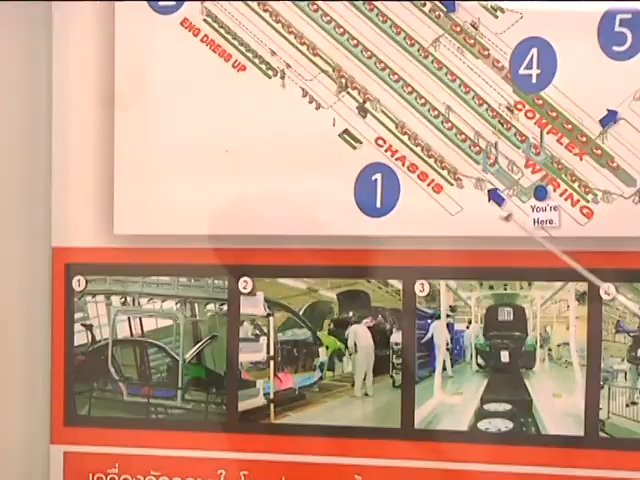 ENG DRESS UP
4
5
COMPLEX
CHASSIS
WIRING
1
You're
Here.
1
2
3
4